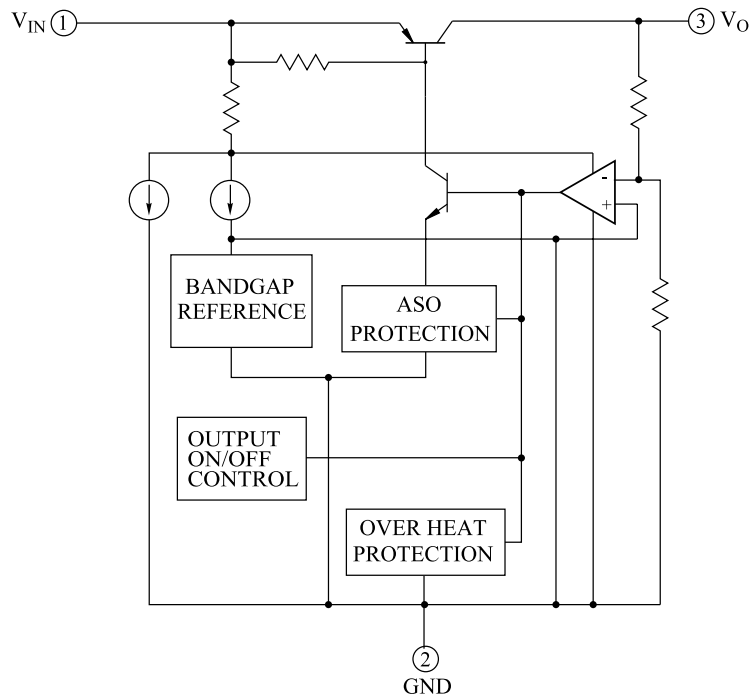 VIN 1
3 VO
-
+
BANDGAP
REFERENCE
ASO
PROTECTION
OUTPUT
ON/OFF
CONTROL
OVER HEAT
PROTECTION
2
GND